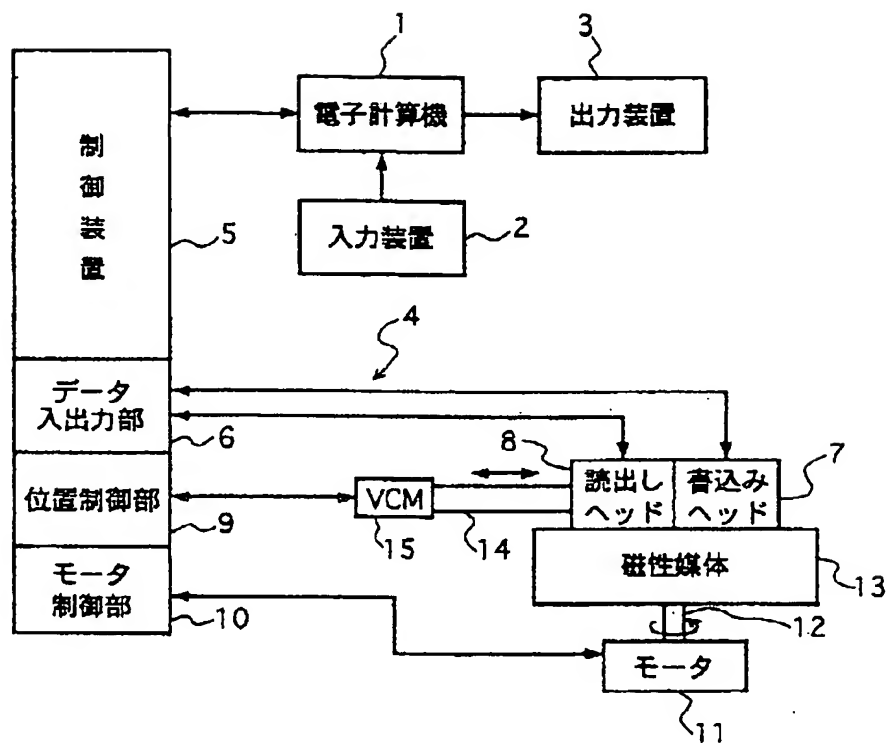 1
3
電子計算機
出力装置
制
御
装
置
5
入力装置
2
4
データ
入出力部
6
8
読出し
ヘッド
書込み
ヘッド
7
位置制御部
9
VCM
15
14
磁性媒体
13
モータ
制御部
10
12
モータ
11